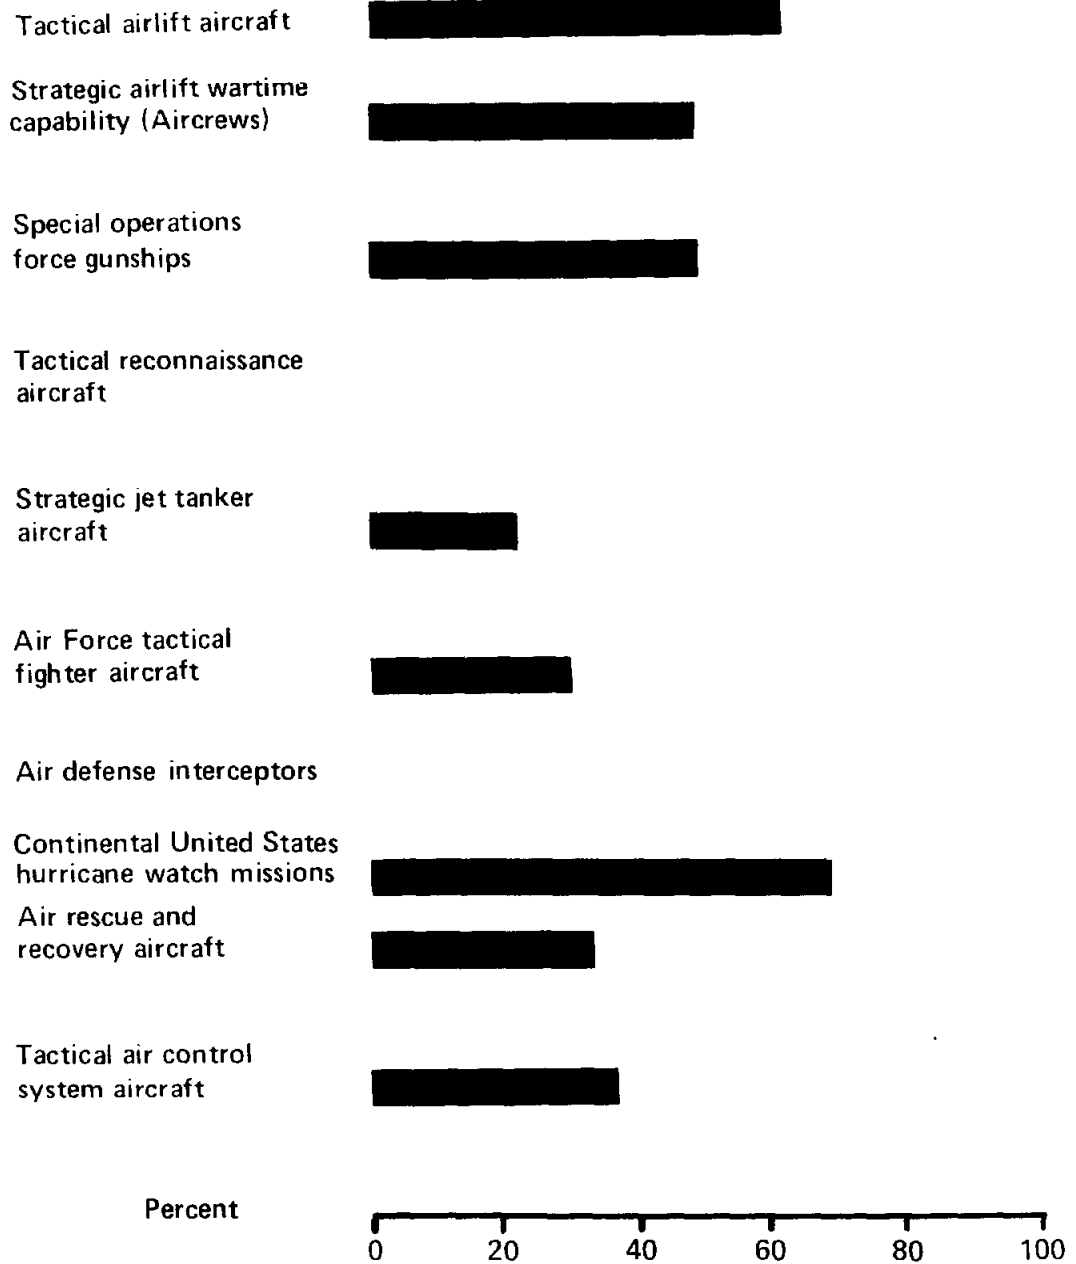 Tactical airlift aircraft
Strategic airlift wartime
capability (Aircrews)
Special operations
force gunships
Tactical reconnaissance
aircraft
Strategic jet tanker
aircraft
Air Force tactical
fighter aircraft
Air defense interceptors
Continental United States
hurricane watch missions
Air rescue and
recovery aircraft
Tactical air control
system aircraft
Percent
0 20 40 60 80 100